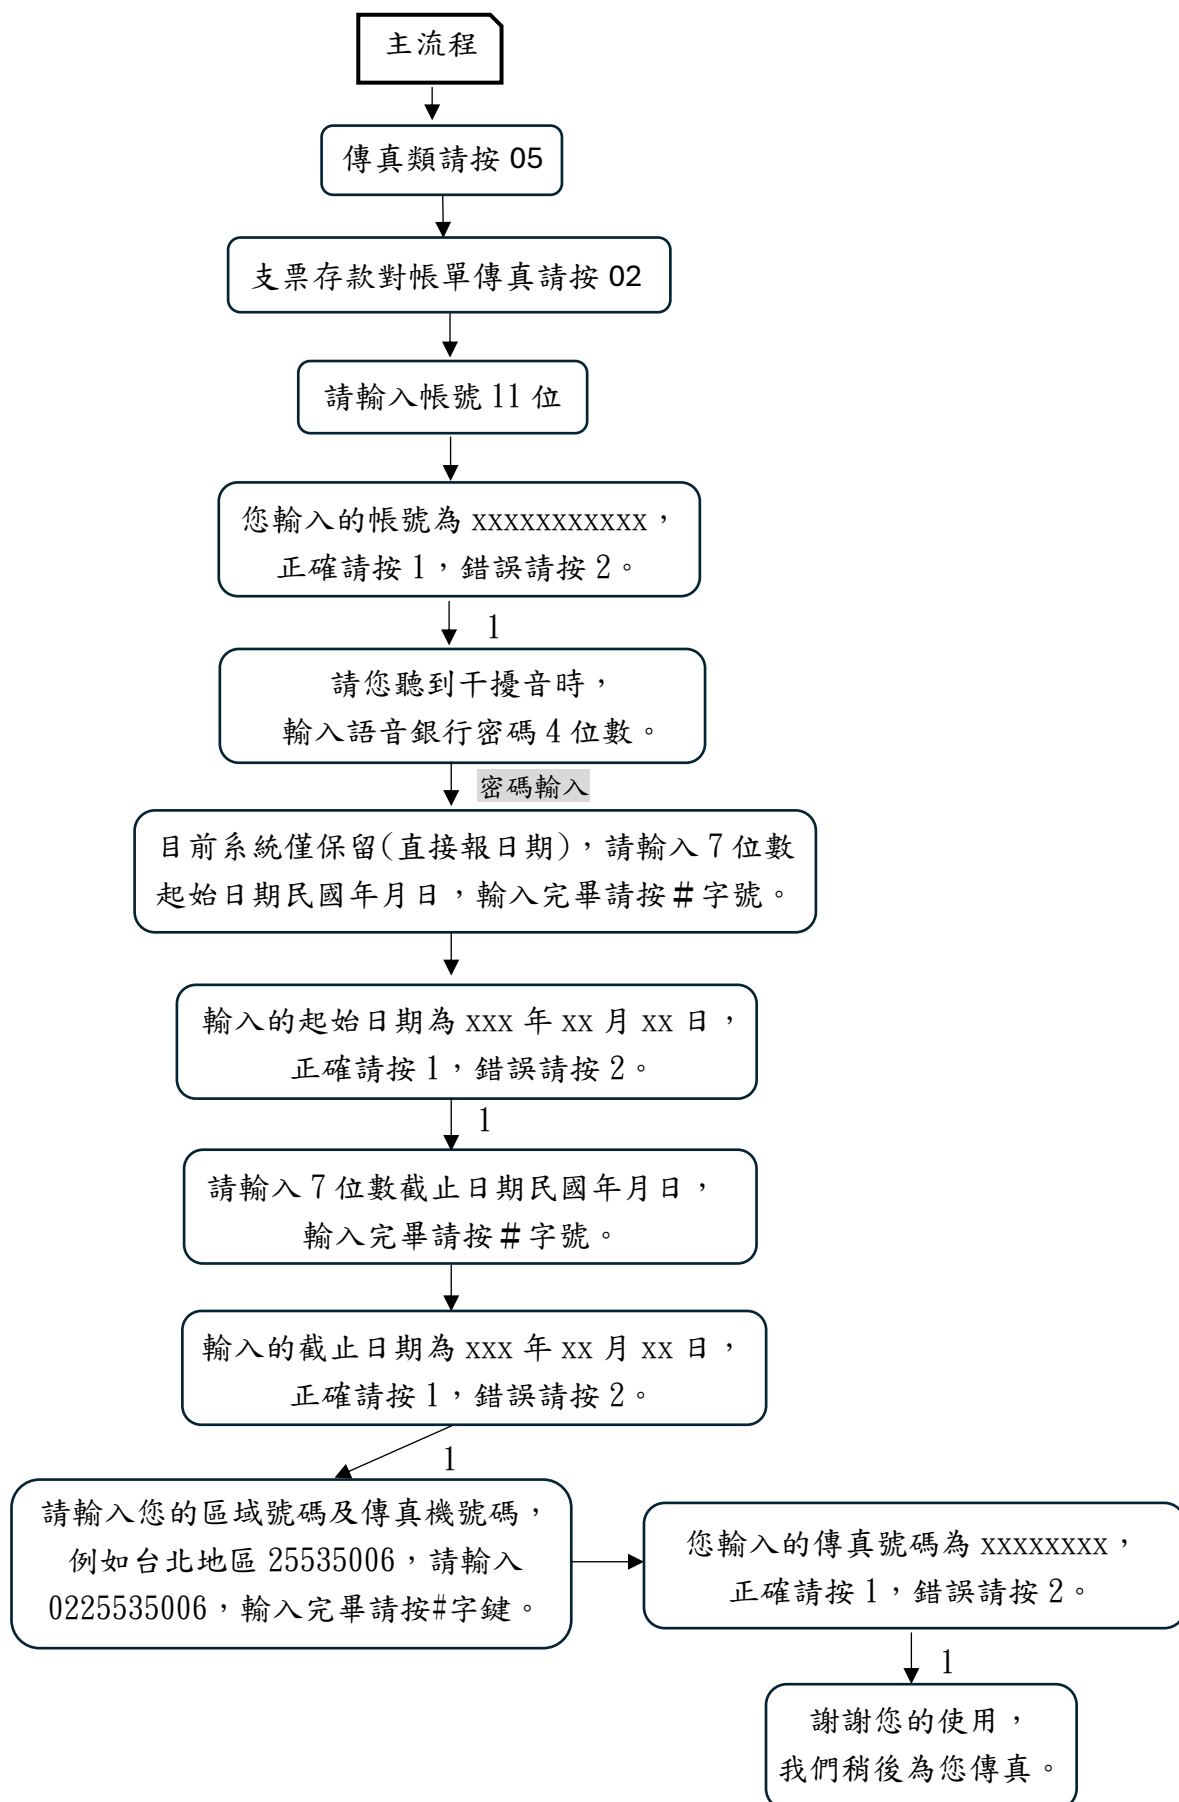 主流程
傳真類請按 05
支票存款對帳單傳真請按 02
請輸入帳號 11 位
您輸入的帳號為 xxxxxxxxxxx，
正確請按 1，錯誤請按 2。
1
請您聽到干擾音時，
輸入語音銀行密碼 4 位數。
密碼輸入
目前系統僅保留(直接報日期)，請輸入 7 位數
起始日期民國年月日，輸入完畢請按＃字號。
輸入的起始日期為 xxx 年 xx 月 xx 日，
正確請按 1，錯誤請按 2。
1
請輸入 7 位數截止日期民國年月日，
輸入完畢請按＃字號。
輸入的截止日期為 xxx 年 xx 月 xx 日，
正確請按 1，錯誤請按 2。
1
請輸入您的區域號碼及傳真機號碼，
例如台北地區 25535006，請輸入
0225535006，輸入完畢請按#字鍵。
您輸入的傳真號碼為 xxxxxxxx，
正確請按 1，錯誤請按 2。
1
謝謝您的使用，
我們稍後為您傳真。